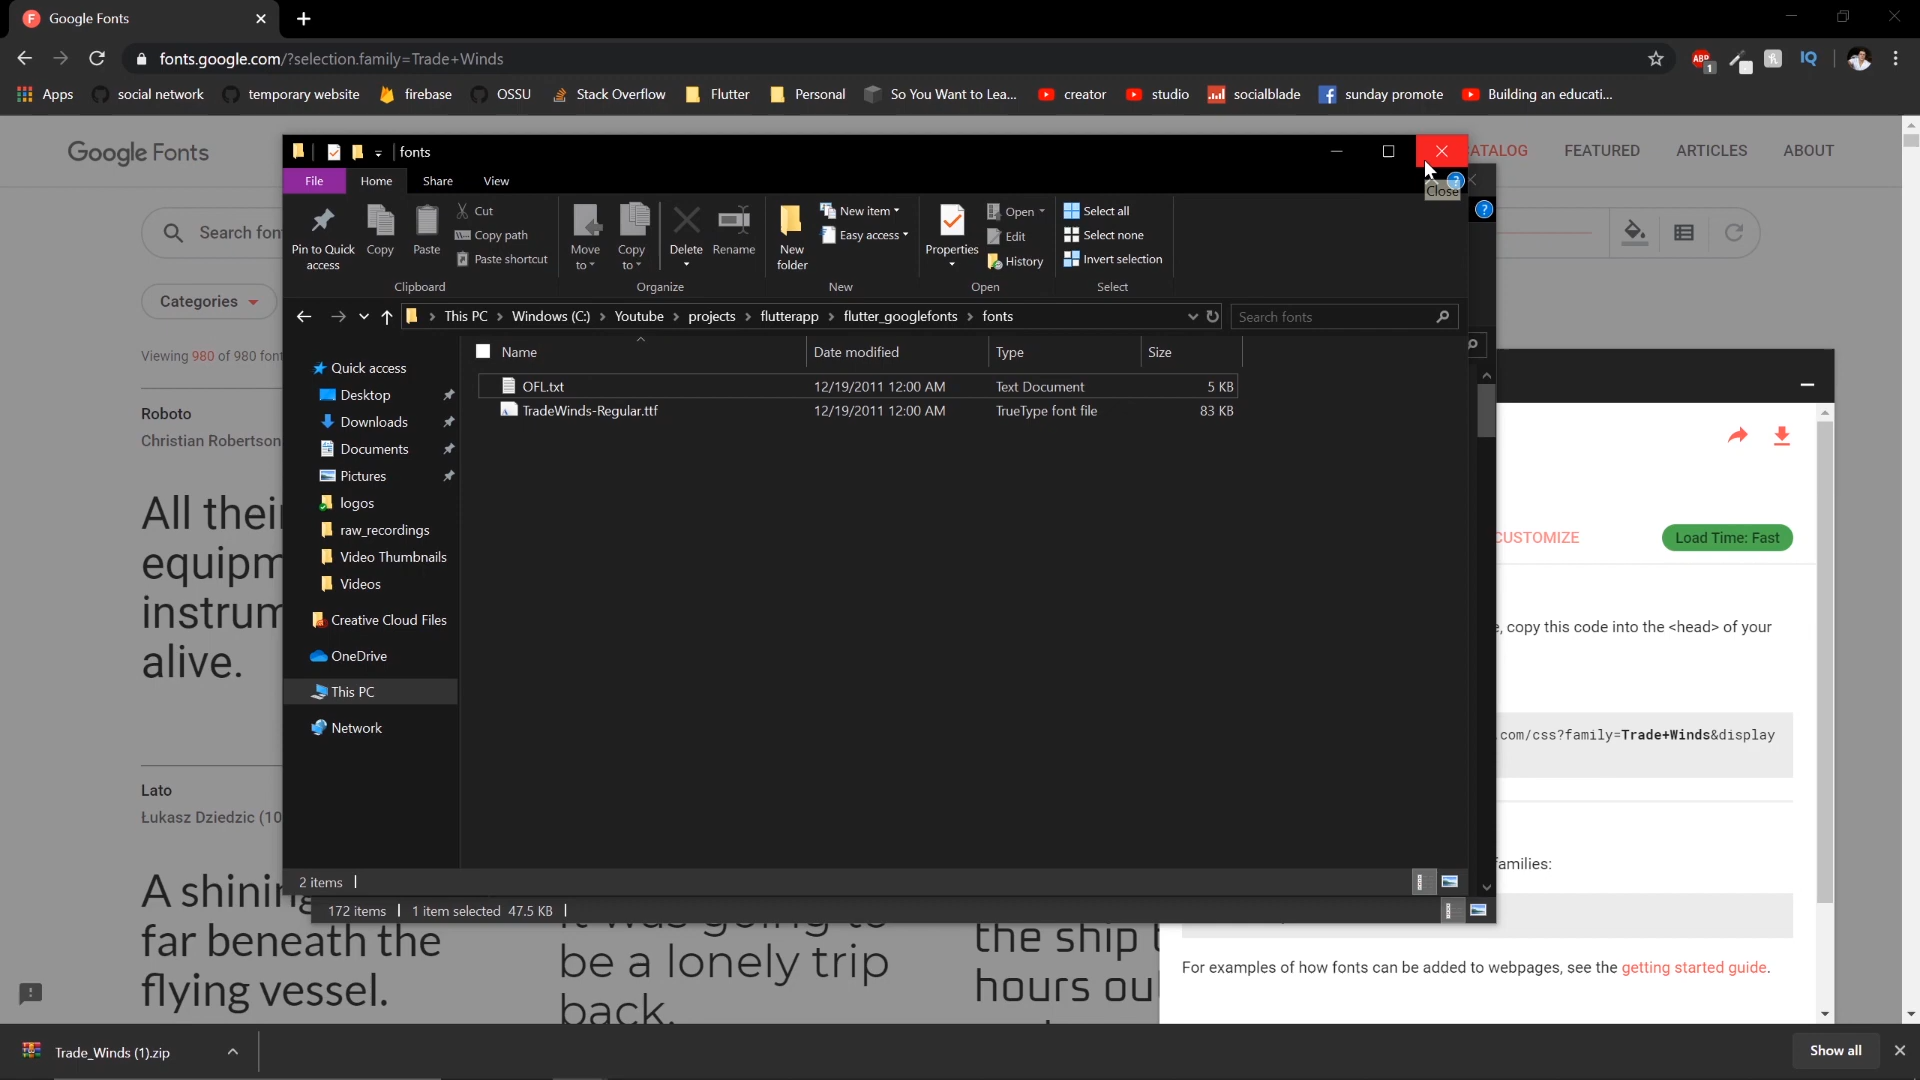 Google Fonts
fonts.google.com/?selection.family=Trade+Winds
ABP
1
IQ
Apps
social network
temporary website
firebase
OSSU
Stack Overflow
Flutter
Personal
So You Want to Lea...
creator
studio
socialblade
sunday promote
Building an educati...
Google Fonts
ATALOG
FEATURED
ARTICLES
ABOUT
fonts
File
Home
Share
View
Close
Pin to Quick
access
Copy
Paste
Cut
Copy path
Paste shortcut
Clipboard
Move
to
Copy
to
Delete
Rename
Organize
New
folder
New item
Easy access
New
Properties
Open
Edit
History
Open
Select all
Select none
Invert selection
Select
Search fon
Categories
This PC > Windows (C:) > Youtube > projects > flutterapp > flutter_googlefonts > fonts
Search fonts
Viewing 980 of 980 font
Name
Date modified
Type
Size
OFL.txt
12/19/2011 12:00 AM
Text Document
5 KB
TradeWinds-Regular.ttf
12/19/2011 12:00 AM
TrueType font file
83 KB
Quick access
Desktop
Downloads
Documents
Pictures
logos
raw_recordings
Video Thumbnails
Videos
Creative Cloud Files
OneDrive
This PC
Network
Roboto
Christian Robertson
All their
equipm
instrum
alive.
CUSTOMIZE
Load Time: Fast
, copy this code into the <head> of your
.com/css?family=Trade+Winds&display
amilies:
For examples of how fonts can be added to webpages, see the getting started guide.
Lato
Łukasz Dziedzic (10
2 items
172 items
1 item selected 47.5 KB
A shining
far beneath the
flying vessel.
it was going to
be a lonely trip
back.
the ship
hours ou
Trade_Winds (1).zip
Show all